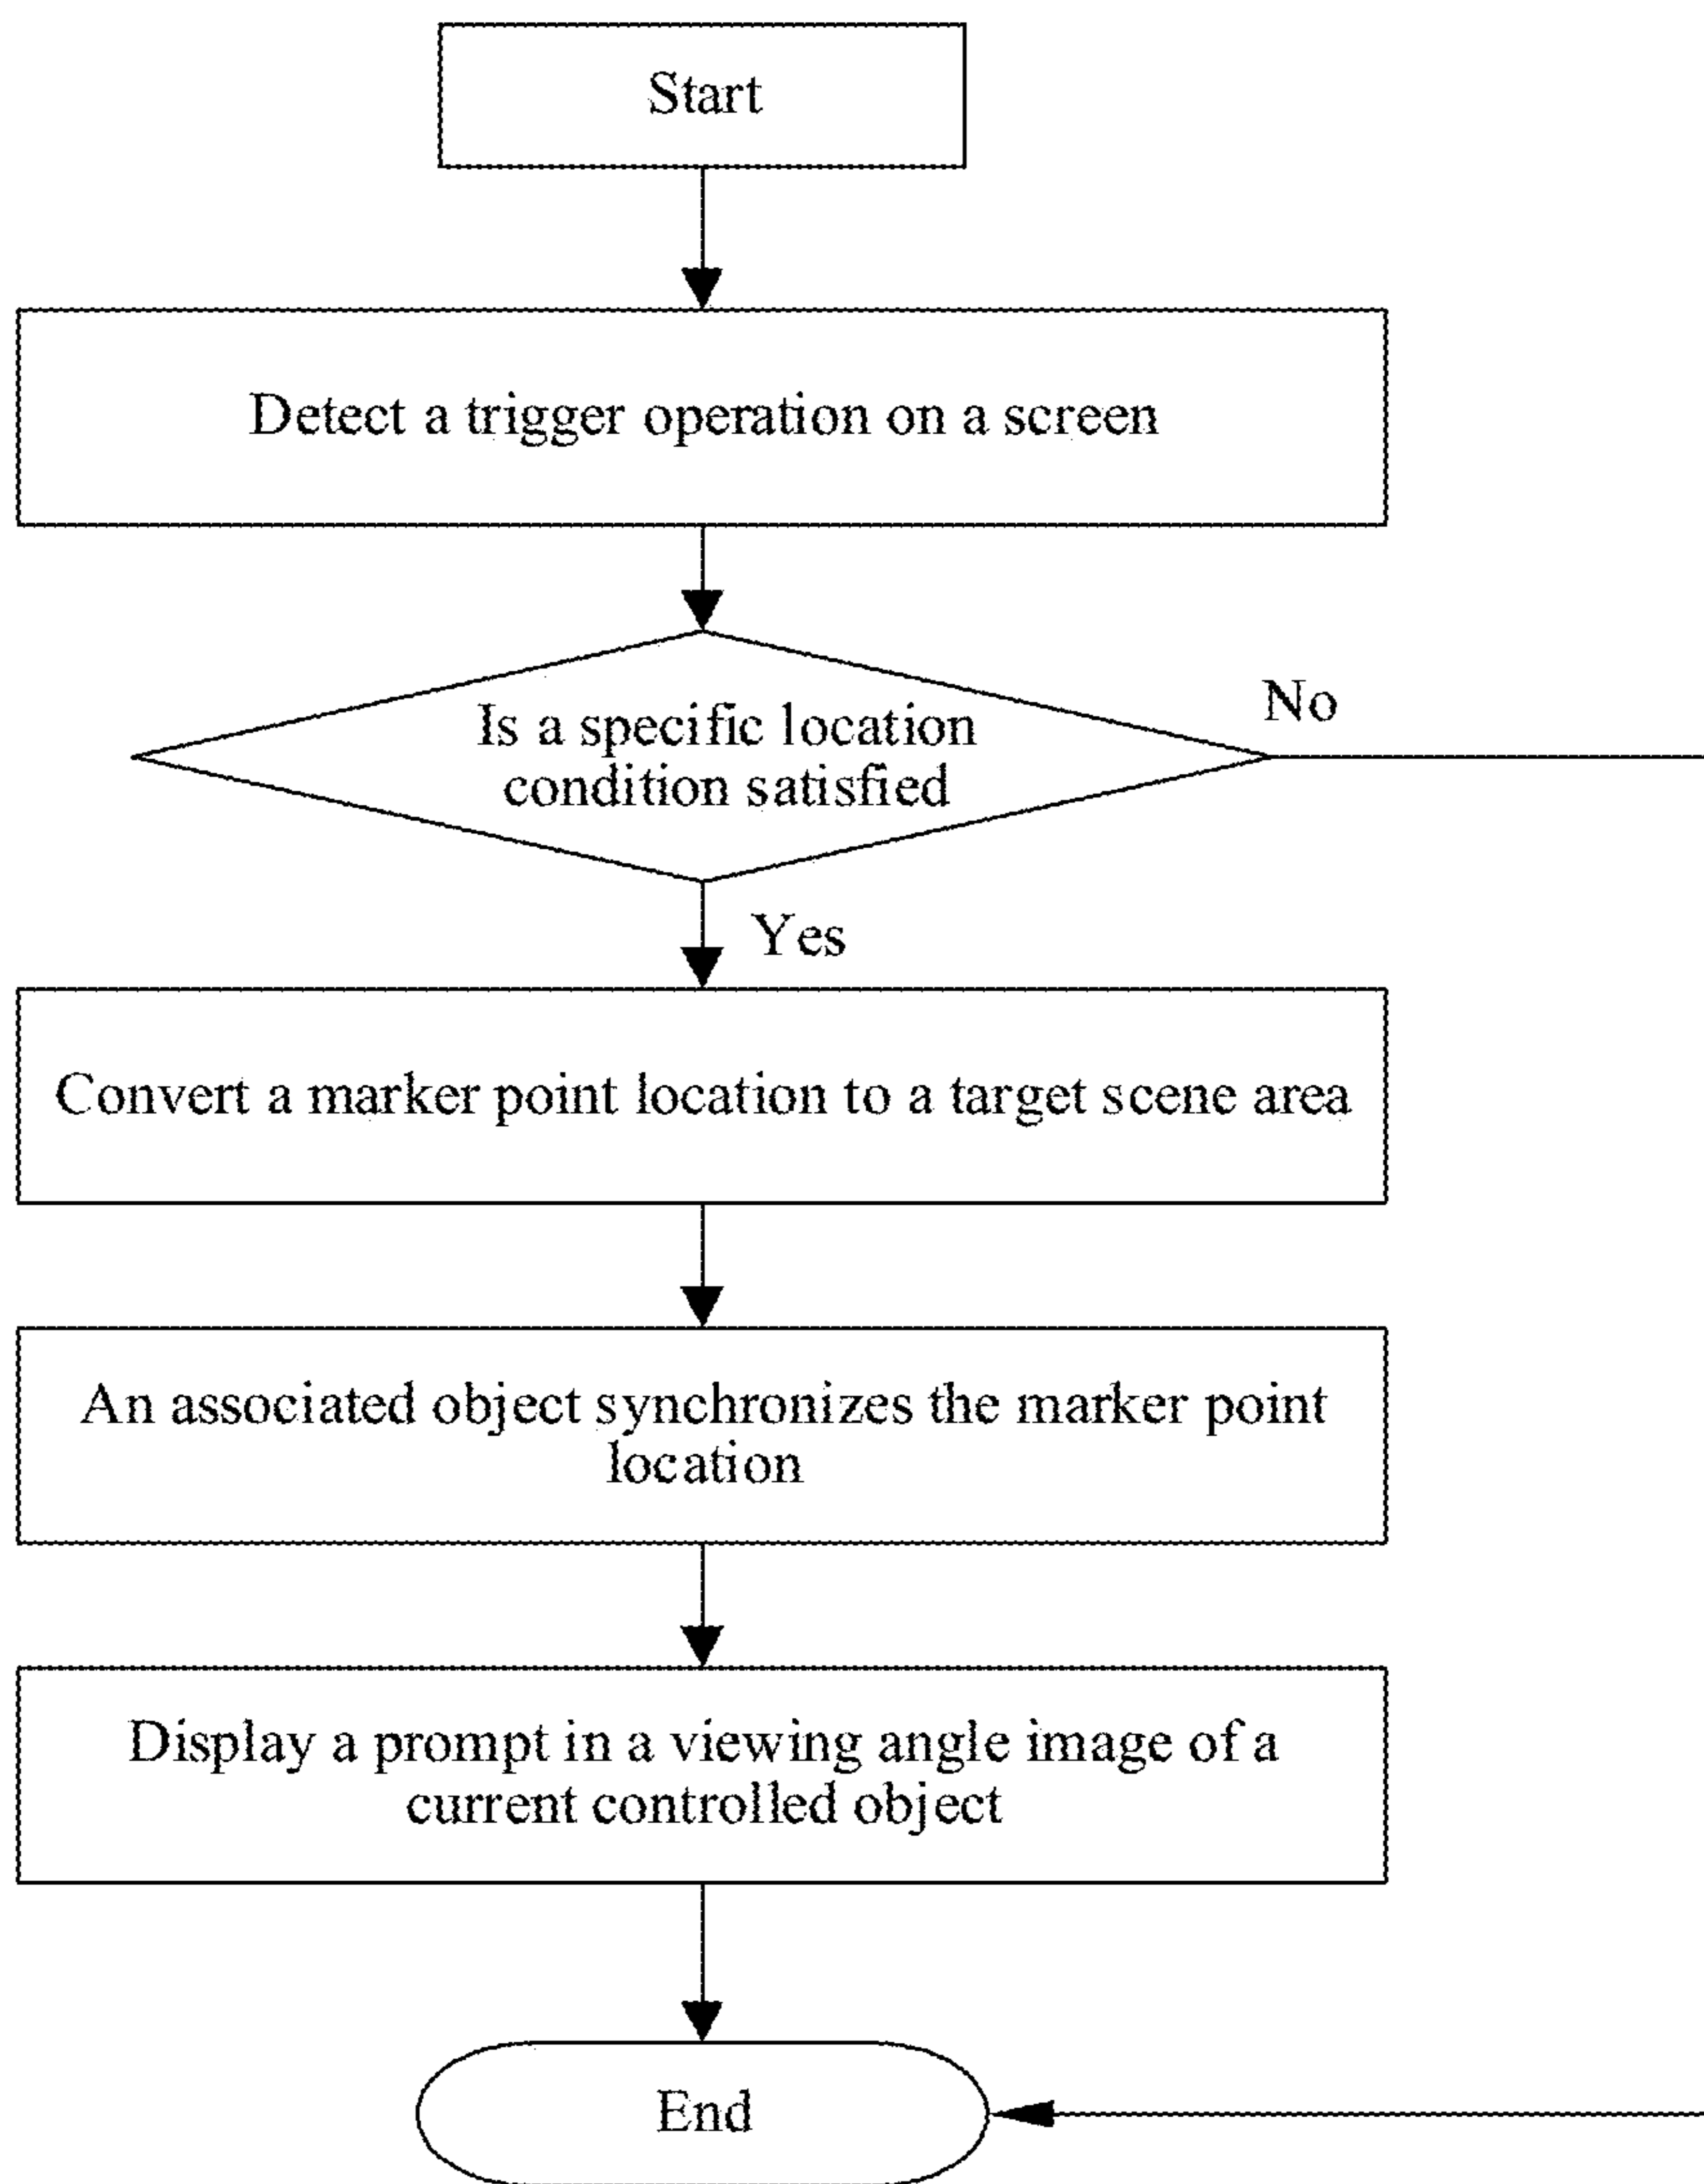 Start
Detect a trigger operation on a screen
No
Is a specific location
condition satisfied
Yes
Convert a marker point location to a target scene area
An associated object synchronizes the marker point
location
Display a prompt in a viewing angle image of a
current controlled object
End